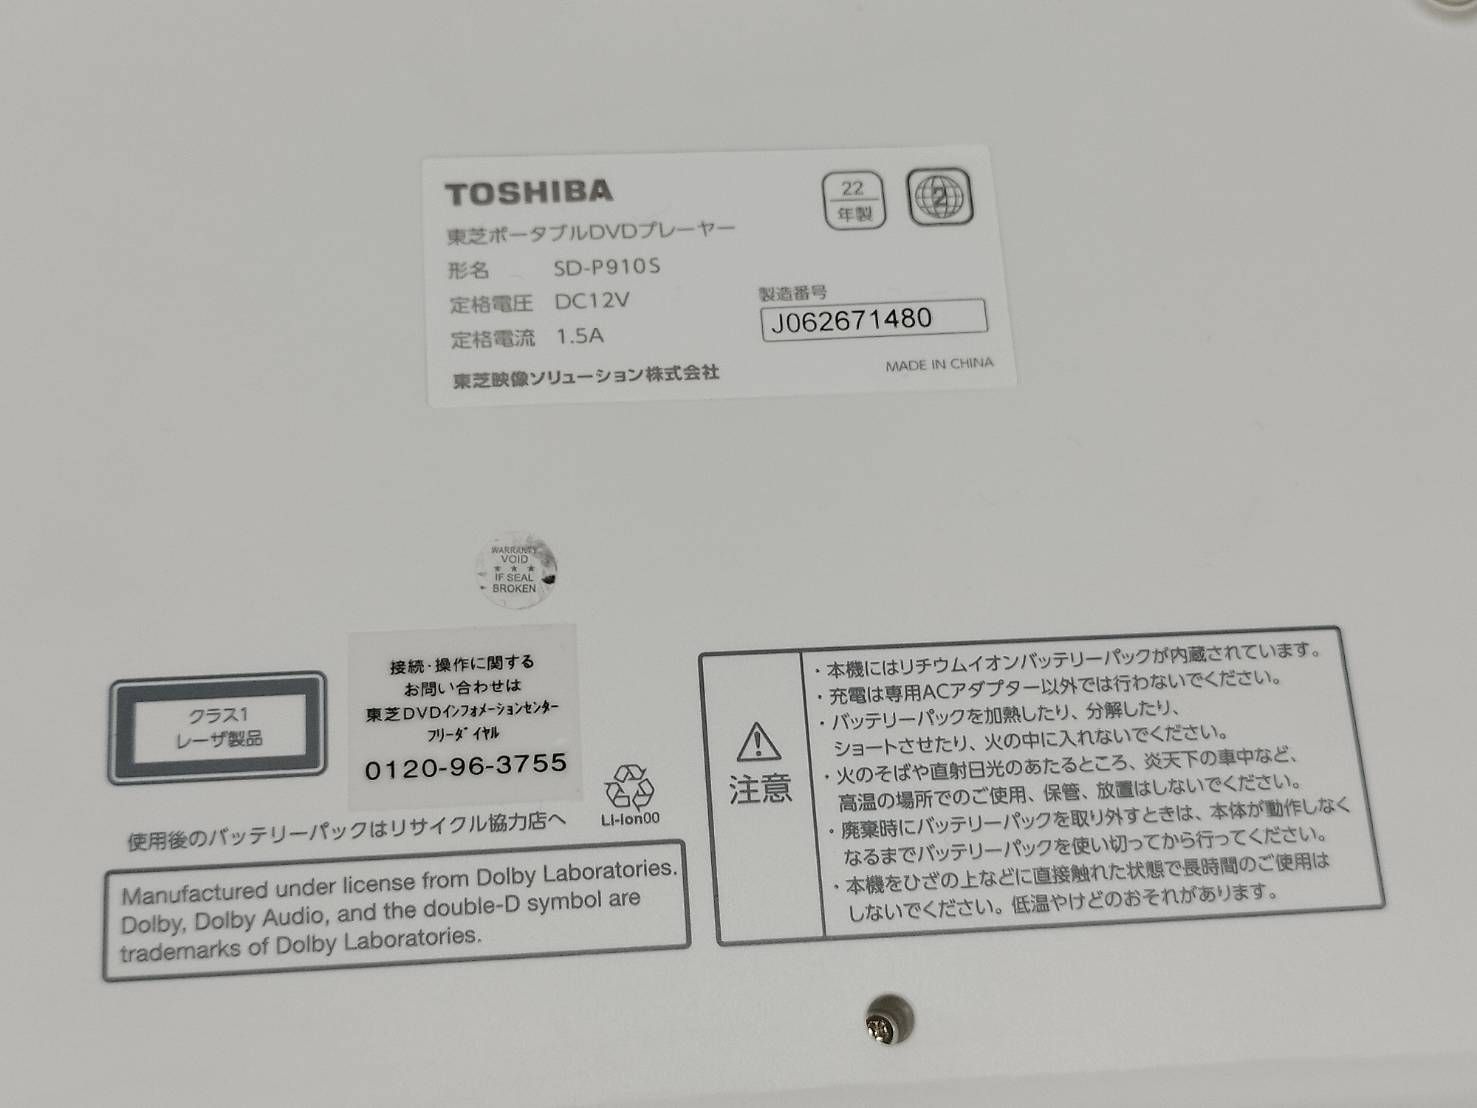 TOSHIBA
東芝ポータブルDVDプレーヤー
形名 SD-P910S
定格電圧 DC12V
定格電流 1.5A
東芝映像ソリューション株式会社
22
年製
2
製造番号
J062671480
MADE IN CHINA
WARRANTY
VOID
★ ★ ★
IF SEAL
BROKEN
クラス1
レーザ製品
接続・操作に関する
お問い合わせは
東芝DVDインフォメーションセンター
フリーダイヤル
0120-96-3755
Li-Ion00
使用後のバッテリーパックはリサイクル協力店へ
Manufactured under license from Dolby Laboratories.
Dolby, Dolby Audio, and the double-D symbol are
trademarks of Dolby Laboratories.
注意
・本機にはリチウムイオンバッテリーパックが内蔵されています。
・充電は専用ACアダプター以外では行わないでください。
・バッテリーパックを加熱したり、分解したり、
ショートさせたり、火の中に入れないでください。
・火のそばや直射日光のあたるところ、炎天下の車中など、
高温の場所でのご使用、保管、放置はしないでください。
・廃棄時にバッテリーパックを取り外すときは、本体が動作しなく
なるまでバッテリーパックを使い切ってから行ってください。
・本機をひざの上などに直接触れた状態で長時間のご使用は
しないでください。低温やけどのおそれがあります。